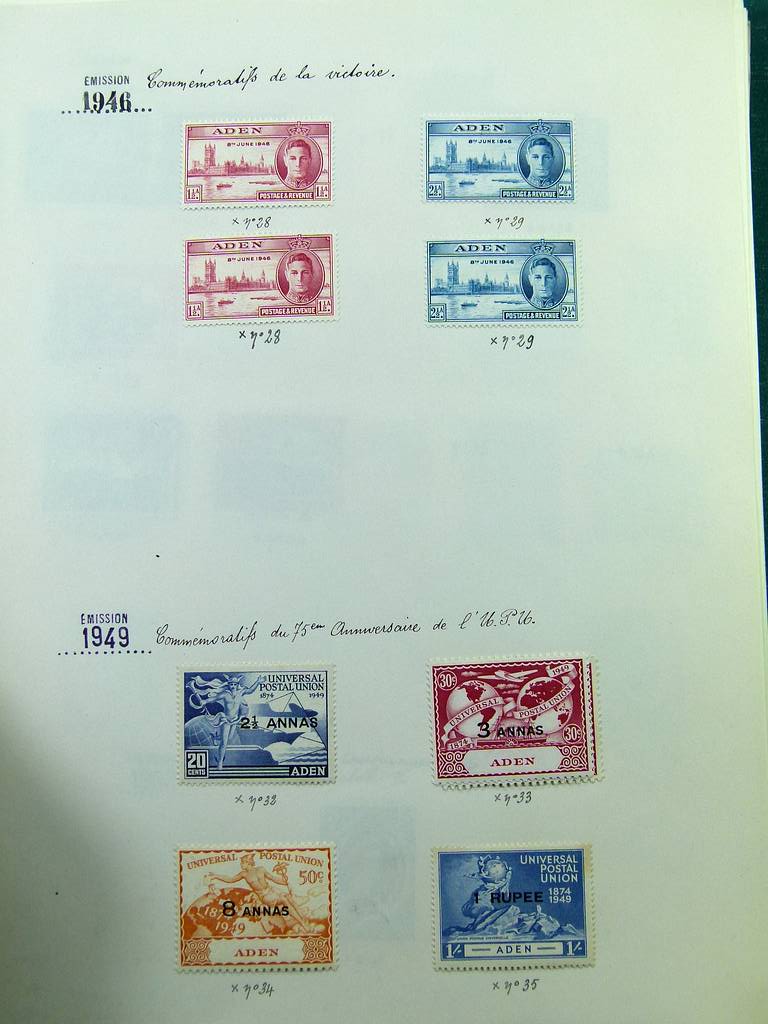 ÉMISSION Commémoratifs de la victoire.
1946
ADEN
8TH JUNE 1946
1½A 1½A
POSTAGE & REVENUE
ADEN
8TH JUNE 1946
2½A. 2½A.
POSTAGE & REVENUE
x n°28
x n°29
ADEN
8TH JUNE 1946
1½A 1½A
POSTAGE & REVENUE
ADEN
8TH JUNE 1946
2½A. 2½A.
POSTAGE & REVENUE
x n°28
x n°29
ÉMISSION
1949 Commémoratifs du 75em Anniversaire de l'U.P.U.
UNIVERSAL
POSTAL UNION
1874 1949
2½ ANNAS
20
CENTS
ADEN
30c 1949
UNIVERSAL POSTAL UNION
3 ANNAS
1874 30c
ADEN
x n°32
x n°33
UNIVERSAL POSTAL UNION
50c
8 ANNAS
1949
ADEN
UNIVERSAL
POSTAL
UNION
1874
1 RUPEE 1949
1/- ADEN 1/-
x n°34
x n°35